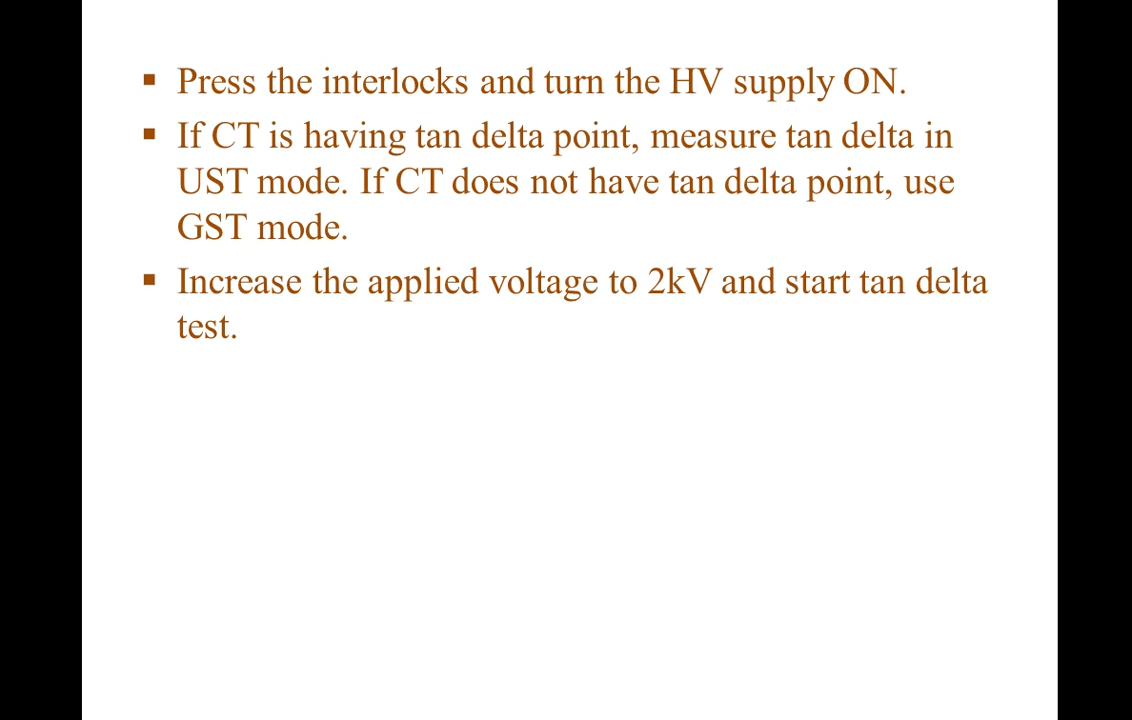 ▪ Press the interlocks and turn the HV supply ON.
▪ If CT is having tan delta point, measure tan delta in
UST mode. If CT does not have tan delta point, use
GST mode.
▪ Increase the applied voltage to 2kV and start tan delta
test.